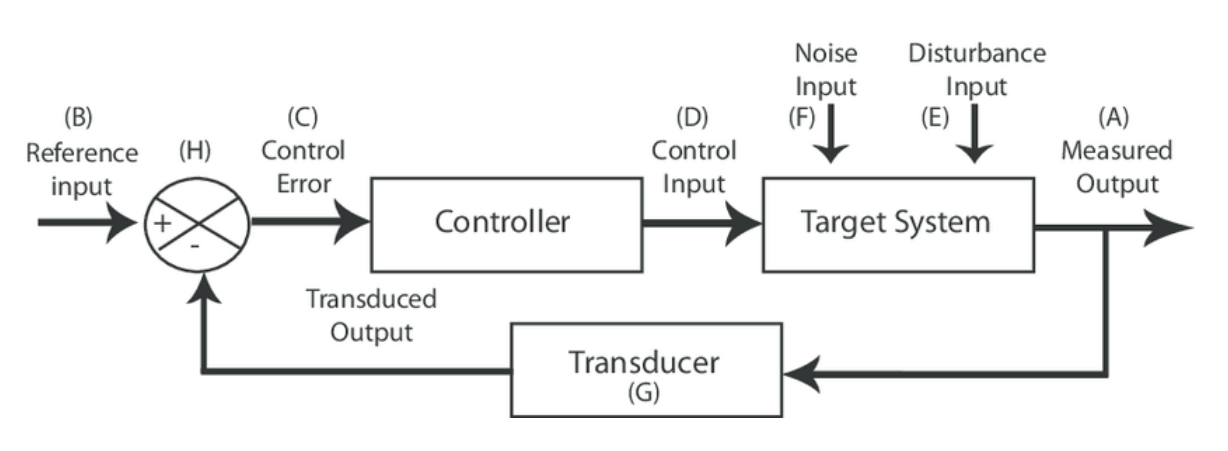 Noise
Input
(F)
Disturbance
Input
(E)
(B)
Reference
input
(H)
+
-
(C)
Control
Error
Controller
(D)
Control
Input
Target System
(A)
Measured
Output
Transduced
Output
Transducer
(G)